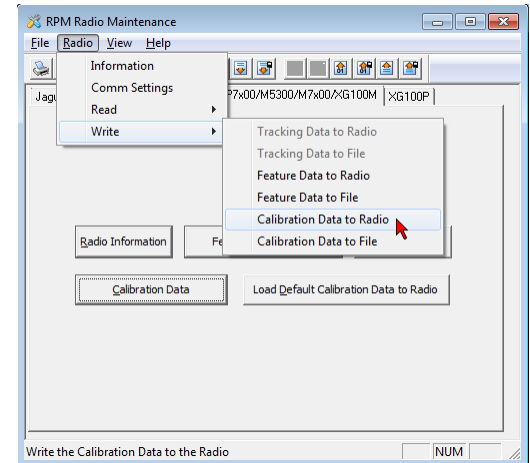 RPM Radio Maintenance
File Radio View Help
Information
Comm Settings
Read
Write
Jagu
P7x00/M5300/M7x00/XG100M
XG100P
Tracking Data to Radio
Tracking Data to File
Feature Data to Radio
Feature Data to File
Calibration Data to Radio
Calibration Data to File
Radio Information
Fe
Calibration Data
Load Default Calibration Data to Radio
Write the Calibration Data to the Radio
NUM